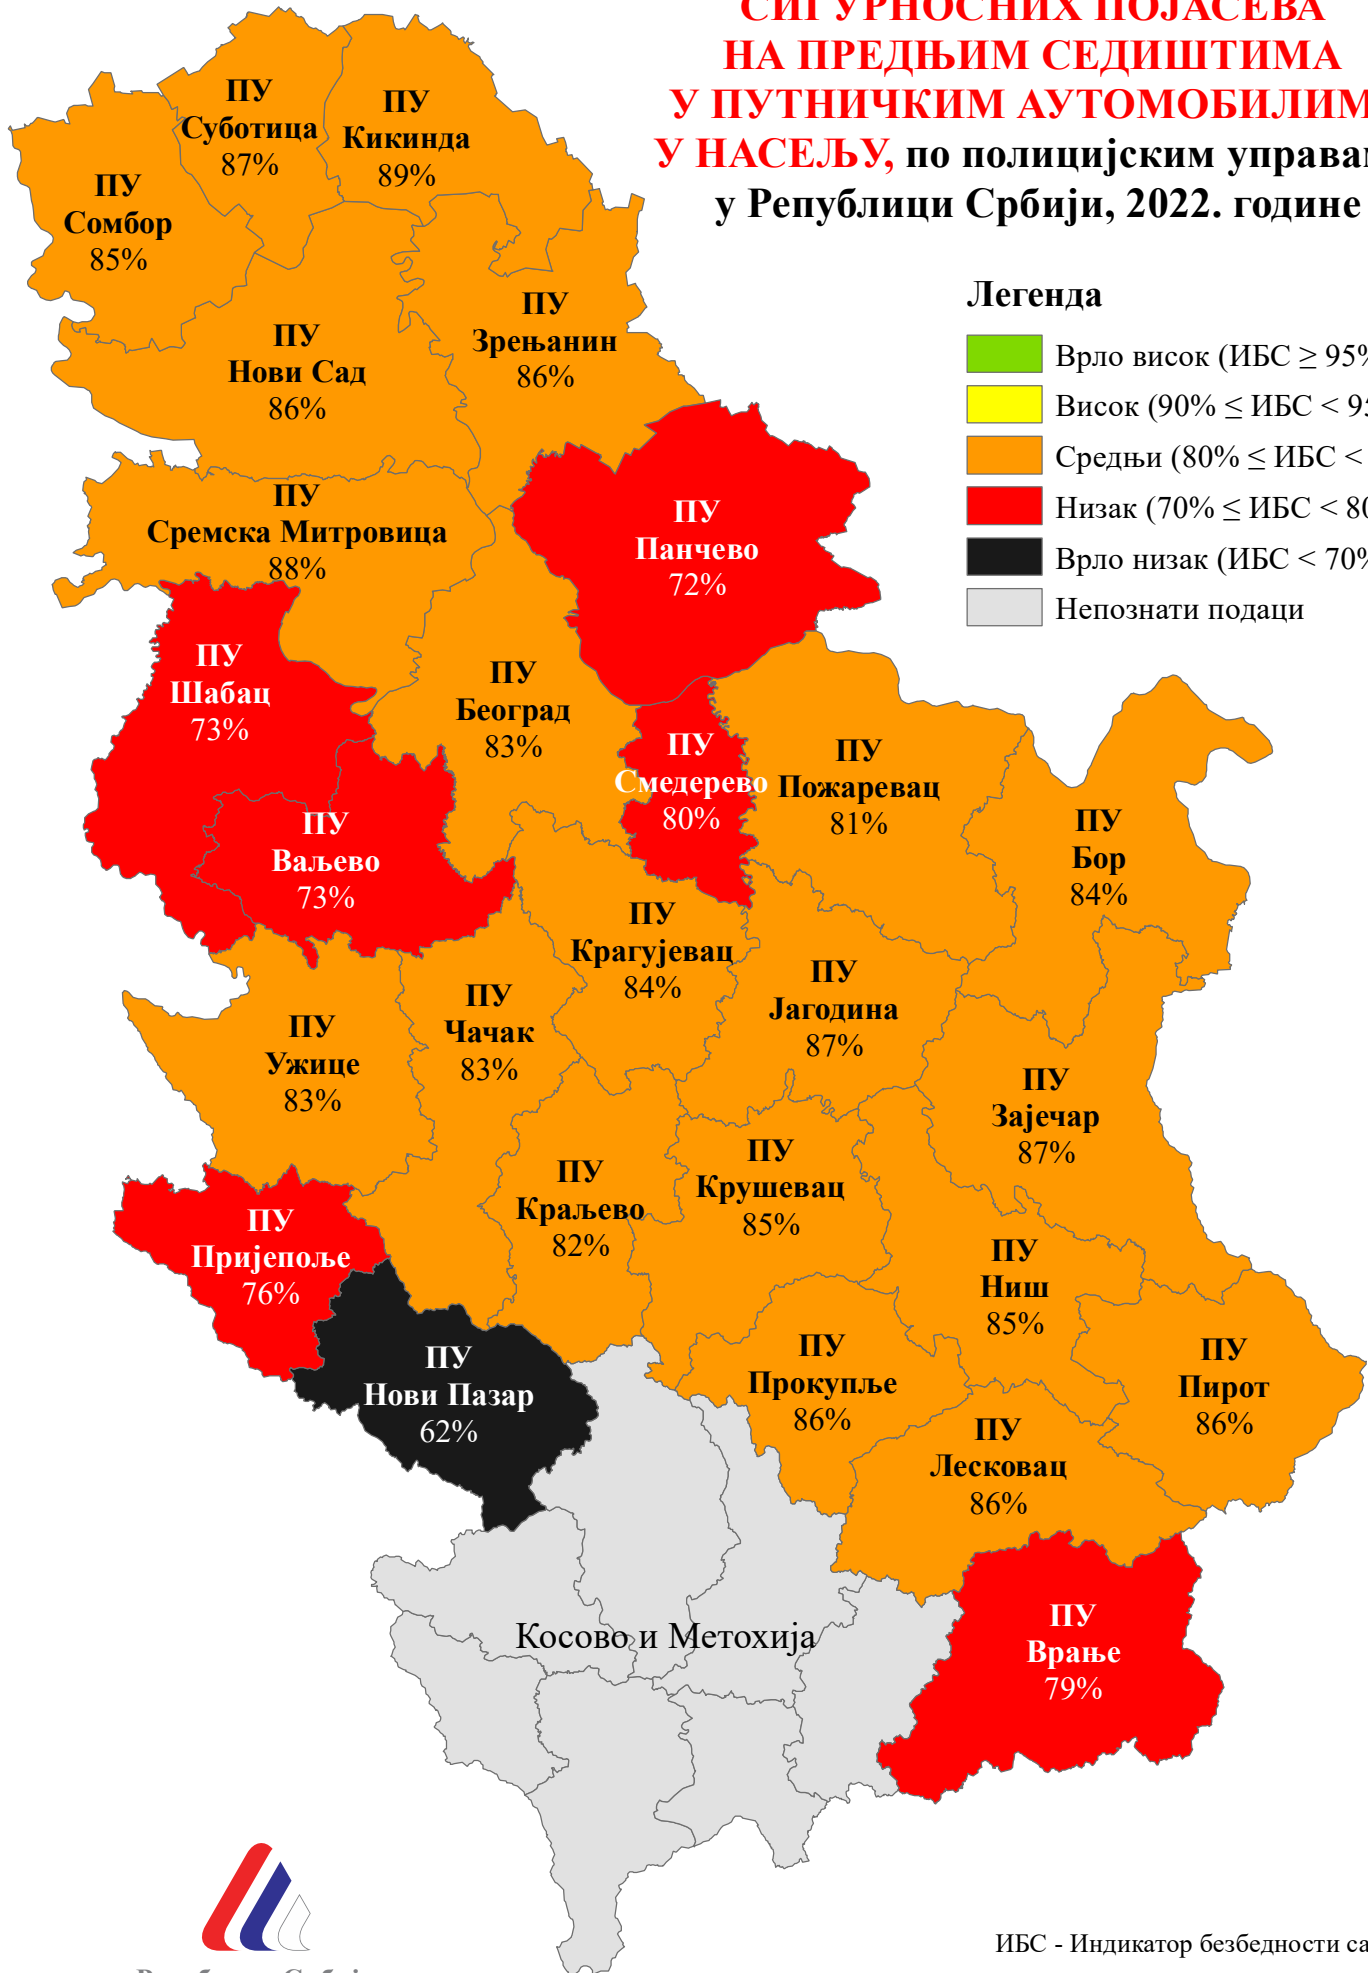 СИГУРНОСНИХ ПОЈАСЕВА
НА ПРЕДЊИМ СЕДИШТИМА
У ПУТНИЧКИМ АУТОМОБИЛИМ
У НАСЕЉУ, по полицијским управам
у Републици Србији, 2022. године
Легенда
Врло висок (ИБС ≥ 95%
Висок (90% ≤ ИБС < 95
Средњи (80% ≤ ИБС <
Низак (70% ≤ ИБС < 80
Врло низак (ИБС < 70%
Непознати подаци
ПУ
Суботица
87%
ПУ
Кикинда
89%
ПУ
Сомбор
85%
ПУ
Зрењанин
86%
ПУ
Нови Сад
86%
ПУ
Сремска Митровица
88%
ПУ
Панчево
72%
ПУ
Шабац
73%
ПУ
Београд
83%
ПУ
Смедерево
80%
ПУ
Пожаревац
81%
ПУ
Ваљево
73%
ПУ
Бор
84%
ПУ
Крагујевац
84%
ПУ
Јагодина
87%
ПУ
Чачак
83%
ПУ
Ужице
83%
ПУ
Зајечар
87%
ПУ
Краљево
82%
ПУ
Крушевац
85%
ПУ
Пријепоље
76%
ПУ
Ниш
85%
ПУ
Нови Пазар
62%
ПУ
Прокупље
86%
ПУ
Пирот
86%
ПУ
Лесковац
86%
Косово и Метохија
ПУ
Врање
79%
ИБС - Индикатор безбедности са